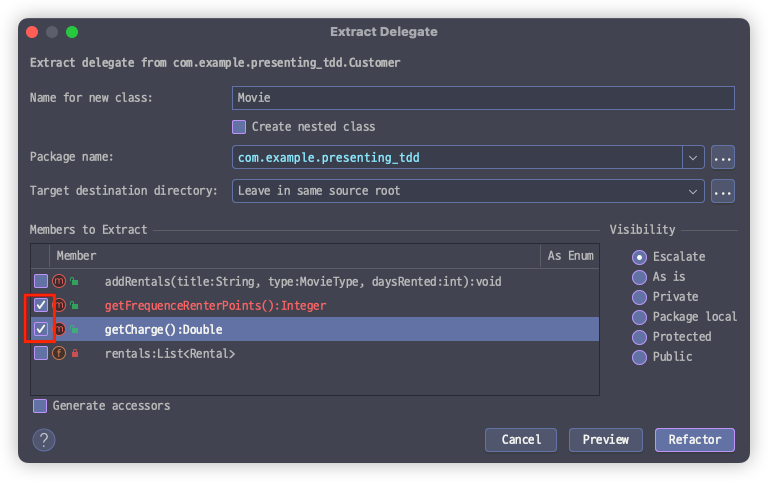 Extract Delegate
Extract delegate from com.example.presenting_tdd.Customer
Name for new class: Movie
Create nested class
Package name: com.example.presenting_tdd ...
Target destination directory: Leave in same source root ...
Members to Extract Visibility
Member As Enum Escalate
m addRentals(title:String, type:MovieType, daysRented:int):void As is
m getFrequenceRenterPoints():Integer Private
m getCharge():Double Package local
f rentals:List<Rental> Protected
Public
Generate accessors
? Cancel Preview Refactor